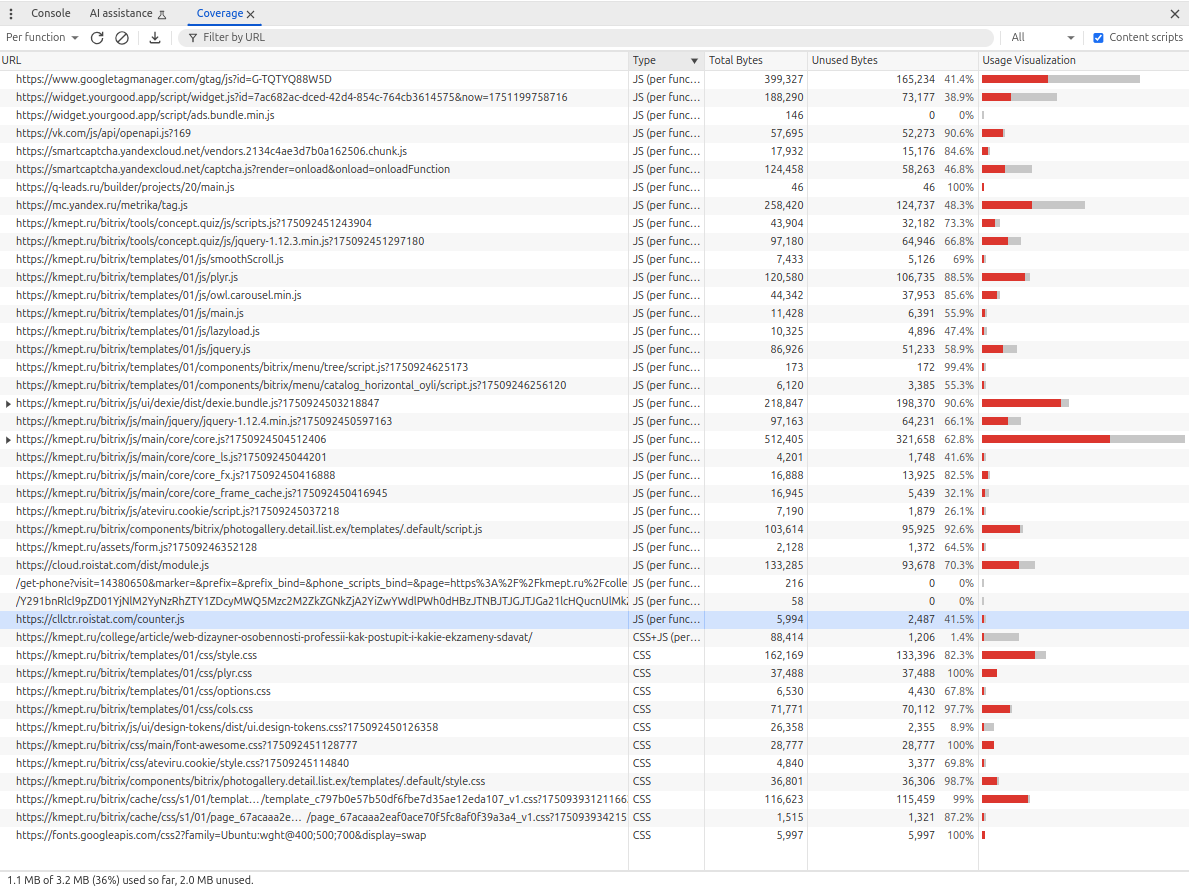 Console AI assistance Coverage
Per function Filter by URL All Content scripts
URL Type Total Bytes Unused Bytes Usage Visualization
https://www.googletagmanager.com/gtag/js?id=G-TQTYQ88W5D JS (per func... 399,327 165,234 41.4%
https://widget.yourgood.app/script/widget.js?id=7ac682ac-dced-42d4-854c-764cb3614575&now=1751199758716 JS (per func... 188,290 73,177 38.9%
https://widget.yourgood.app/script/ads.bundle.min.js JS (per func... 146 0 0%
https://vk.com/js/api/openapi.js?169 JS (per func... 57,695 52,273 90.6%
https://smartcaptcha.yandexcloud.net/vendors.2134c4ae3d7b0a162506.chunk.js JS (per func... 17,932 15,176 84.6%
https://smartcaptcha.yandexcloud.net/captcha.js?render=onload&onload=onloadFunction JS (per func... 124,458 58,263 46.8%
https://q-leads.ru/builder/projects/20/main.js JS (per func... 46 46 100%
https://mc.yandex.ru/metrika/tag.js JS (per func... 258,420 124,737 48.3%
https://kmept.ru/bitrix/tools/concept.quiz/js/scripts.js?175092451243904 JS (per func... 43,904 32,182 73.3%
https://kmept.ru/bitrix/tools/concept.quiz/js/jquery-1.12.3.min.js?175092451297180 JS (per func... 97,180 64,946 66.8%
https://kmept.ru/bitrix/templates/01/js/smoothScroll.js JS (per func... 7,433 5,126 69%
https://kmept.ru/bitrix/templates/01/js/plyr.js JS (per func... 120,580 106,735 88.5%
https://kmept.ru/bitrix/templates/01/js/owl.carousel.min.js JS (per func... 44,342 37,953 85.6%
https://kmept.ru/bitrix/templates/01/js/main.js JS (per func... 11,428 6,391 55.9%
https://kmept.ru/bitrix/templates/01/js/lazyload.js JS (per func... 10,325 4,896 47.4%
https://kmept.ru/bitrix/templates/01/js/jquery.js JS (per func... 86,926 51,233 58.9%
https://kmept.ru/bitrix/templates/01/components/bitrix/menu/tree/script.js?1750924625173 JS (per func... 173 172 99.4%
https://kmept.ru/bitrix/templates/01/components/bitrix/menu/catalog_horizontal_oyli/script.js?17509246256120 JS (per func... 6,120 3,385 55.3%
https://kmept.ru/bitrix/js/ui/dexie/dist/dexie.bundle.js?1750924503218847 JS (per func... 218,847 198,370 90.6%
https://kmept.ru/bitrix/js/main/jquery/jquery-1.12.4.min.js?175092450597163 JS (per func... 97,163 64,231 66.1%
https://kmept.ru/bitrix/js/main/core/core.js?1750924504512406 JS (per func... 512,405 321,658 62.8%
https://kmept.ru/bitrix/js/main/core/core_ls.js?17509245044201 JS (per func... 4,201 1,748 41.6%
https://kmept.ru/bitrix/js/main/core/core_fx.js?175092450416888 JS (per func... 16,888 13,925 82.5%
https://kmept.ru/bitrix/js/main/core/core_frame_cache.js?175092450416945 JS (per func... 16,945 5,439 32.1%
https://kmept.ru/bitrix/js/ateviru.cookie/script.js?17509245037218 JS (per func... 7,190 1,879 26.1%
https://kmept.ru/bitrix/components/bitrix/photogallery.detail.list.ex/templates/.default/script.js JS (per func... 103,614 95,925 92.6%
https://kmept.ru/assets/form.js?17509246352128 JS (per func... 2,128 1,372 64.5%
https://cloud.roistat.com/dist/module.js JS (per func... 133,285 93,678 70.3%
/get-phone?visit=14380650&marker=&prefix=&prefix_bind=&phone_scripts_bind=&page=https%3A%2F%2Fkmept.ru%2Fcolle JS (per func... 216 0 0%
/Y291bnRlcl9pZD01YjNlM2YyNzRhZTY1ZDcyMWQ5Mzc2M2ZkZGNkZjA2YiZwYWdlPWh0dHBzJTNBJTJGJTJGa21lcHQucnUlMkZ JS (per func... 58 0 0%
https://cllctr.roistat.com/counter.js JS (per func... 5,994 2,487 41.5%
https://kmept.ru/college/article/web-dizayner-osobennosti-professii-kak-postupit-i-kakie-ekzameny-sdavat/ CSS+JS (per... 88,414 1,206 1.4%
https://kmept.ru/bitrix/templates/01/css/style.css CSS 162,169 133,396 82.3%
https://kmept.ru/bitrix/templates/01/css/plyr.css CSS 37,488 37,488 100%
https://kmept.ru/bitrix/templates/01/css/options.css CSS 6,530 4,430 67.8%
https://kmept.ru/bitrix/templates/01/css/cols.css CSS 71,771 70,112 97.7%
https://kmept.ru/bitrix/js/ui/design-tokens/dist/ui.design-tokens.css?175092450126358 CSS 26,358 2,355 8.9%
https://kmept.ru/bitrix/css/main/font-awesome.css?175092451128777 CSS 28,777 28,777 100%
https://kmept.ru/bitrix/css/ateviru.cookie/style.css?17509245114840 CSS 4,840 3,377 69.8%
https://kmept.ru/bitrix/components/bitrix/photogallery.detail.list.ex/templates/.default/style.css CSS 36,801 36,306 98.7%
https://kmept.ru/bitrix/cache/css/s1/01/templat… /template_c797b0e57b50df6fbe7d35ae12eda107_v1.css?1750939312116​6 CSS 116,623 115,459 99%
https://kmept.ru/bitrix/cache/css/s1/01/page_67acaaa2e… /page_67acaaa2eaf0ace70f5fc8af0f39a3a4_v1.css?175093934215 CSS 1,515 1,321 87.2%
https://fonts.googleapis.com/css2?family=Ubuntu:wght@400;500;700&display=swap CSS 5,997 5,997 100%
1.1 MB of 3.2 MB (36%) used so far, 2.0 MB unused.